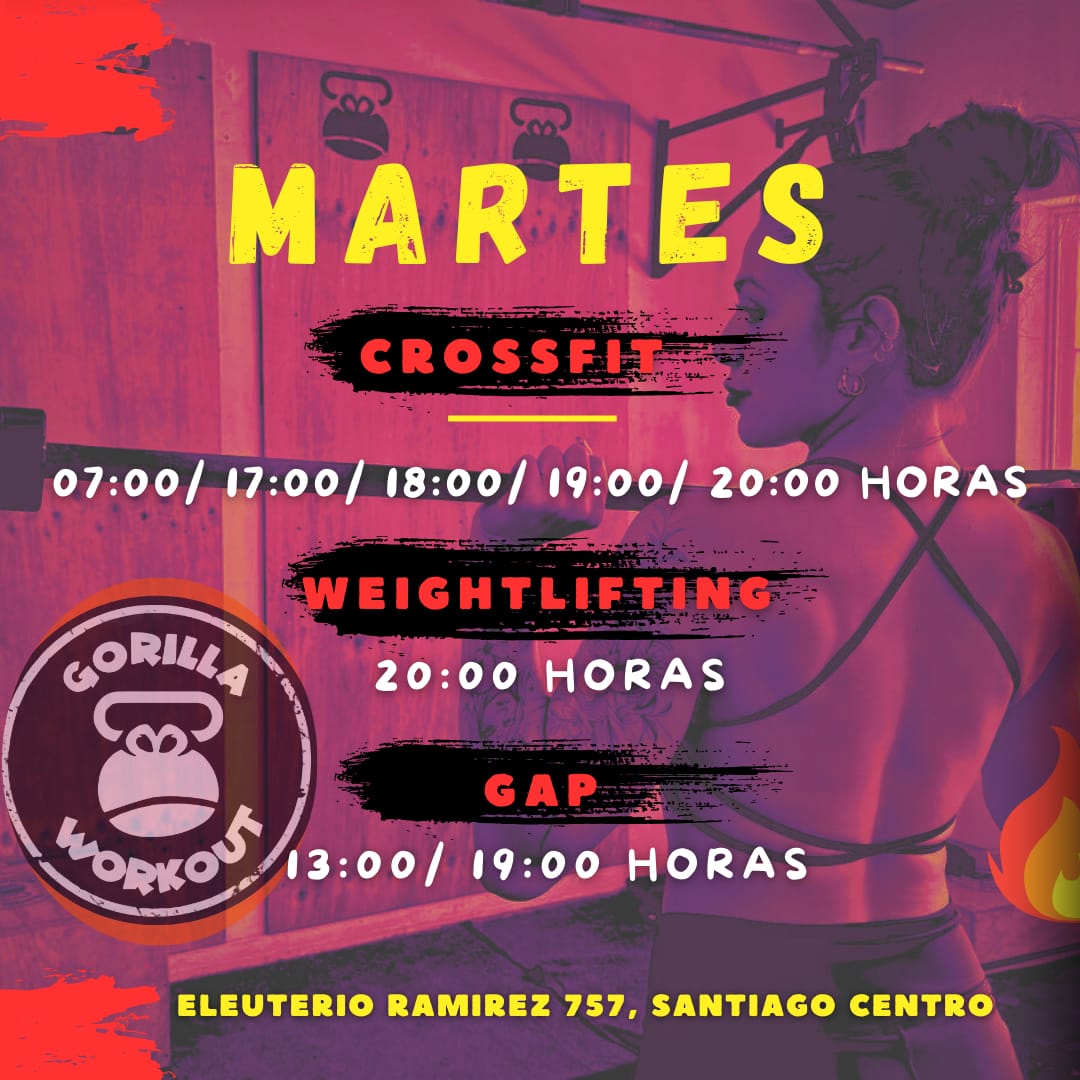 MARTES
CROSSFIT
07:00/ 17:00/ 18:00/ 19:00/ 20:00 HORAS
WEIGHTLIFTING
20:00 HORAS
GORILLA
WORKOUT
GAP
13:00/ 19:00 HORAS
ELEUTERIO RAMIREZ 757, SANTIAGO CENTRO